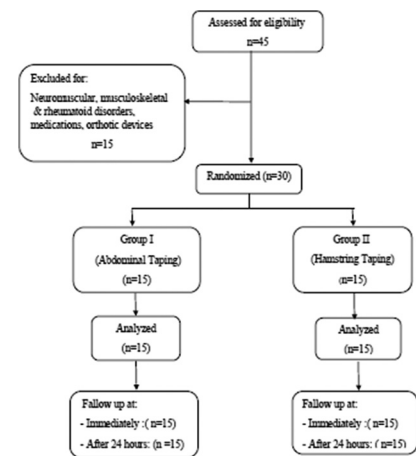 Assessed for eligibility
n=45
Excluded for:
Neuromuscular, musculoskeletal
& rheumatoid disorders,
medications, orthotic devices
n=15
Randomized (n=30)
Group I
(Abdominal Taping)
(n=15)
Group II
(Hamstring Taping)
(n=15)
Analyzed
(n=15)
Analyzed
(n=15)
Fallow up at:
- Immediately :( n=15)
- After 24 hours: (n =15)
Fallow up at:
- Immediately :( n=15)
- After 24 hours: ( n=15)